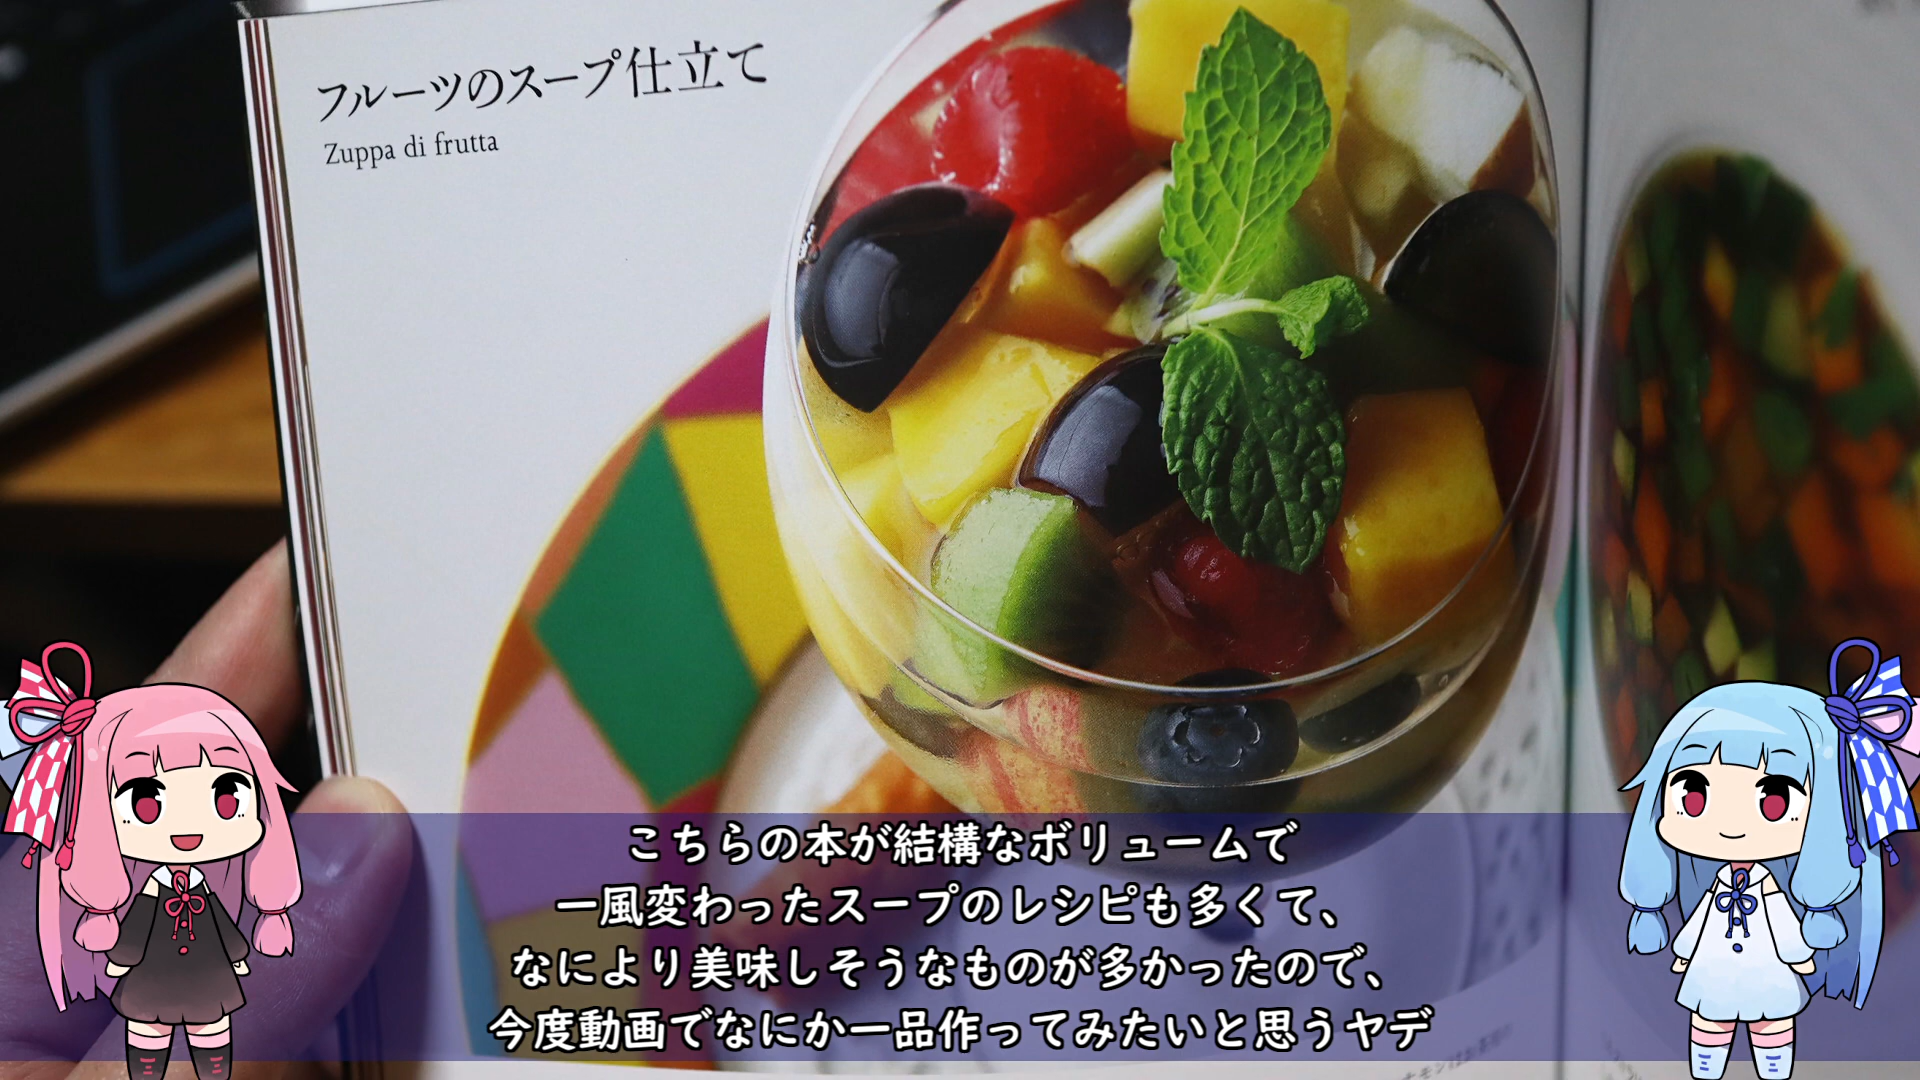 フルーツのスープ仕立て
Zuppa di frutta
こちらの本が結構なボリュームで
一風変わったスープのレシピも多くて、
なにより美味しそうなものが多かったので、
今度動画でなにか一品作ってみたいと思うヤデ